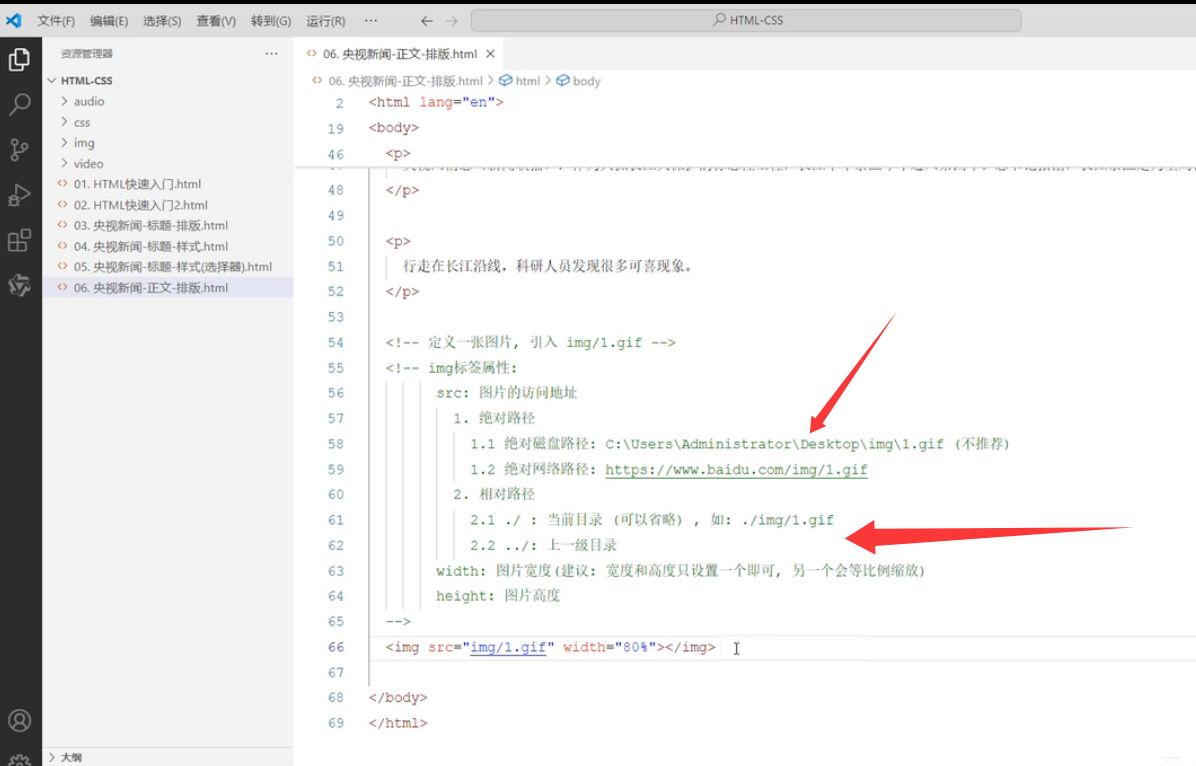 文件(F) 编辑(E) 选择(S) 查看(V) 转到(G) 运行(R) ··· ← → HTML-CSS
资源管理器 ···
HTML-CSS
audio
css
img
video
01. HTML快速入门.html
02. HTML快速入门2.html
03. 央视新闻-标题-排版.html
04. 央视新闻-标题-样式.html
05. 央视新闻-标题-样式(选择器).html
06. 央视新闻-正文-排版.html
大纲
06. 央视新闻-正文-排版.html ×
06. 央视新闻-正文-排版.html > html > body
2 <html lang="en">
19 <body>
46 <p>
48 </p>
49
50 <p>
51 行走在长江沿线，科研人员发现很多可喜现象。
52 </p>
53
54 <!-- 定义一张图片, 引入 img/1.gif -->
55 <!-- img标签属性:
56 src: 图片的访问地址
57 1. 绝对路径
58 1.1 绝对磁盘路径: C:\Users\Administrator\Desktop\img\1.gif (不推荐)
59 1.2 绝对网络路径: https://www.baidu.com/img/1.gif
60 2. 相对路径
61 2.1 ./ : 当前目录 (可以省略) , 如: ./img/1.gif
62 2.2 ../: 上一级目录
63 width: 图片宽度(建议: 宽度和高度只设置一个即可, 另一个会等比例缩放)
64 height: 图片高度
65 -->
66 <img src="img/1.gif" width="80%"></img>
67
68 </body>
69 </html>